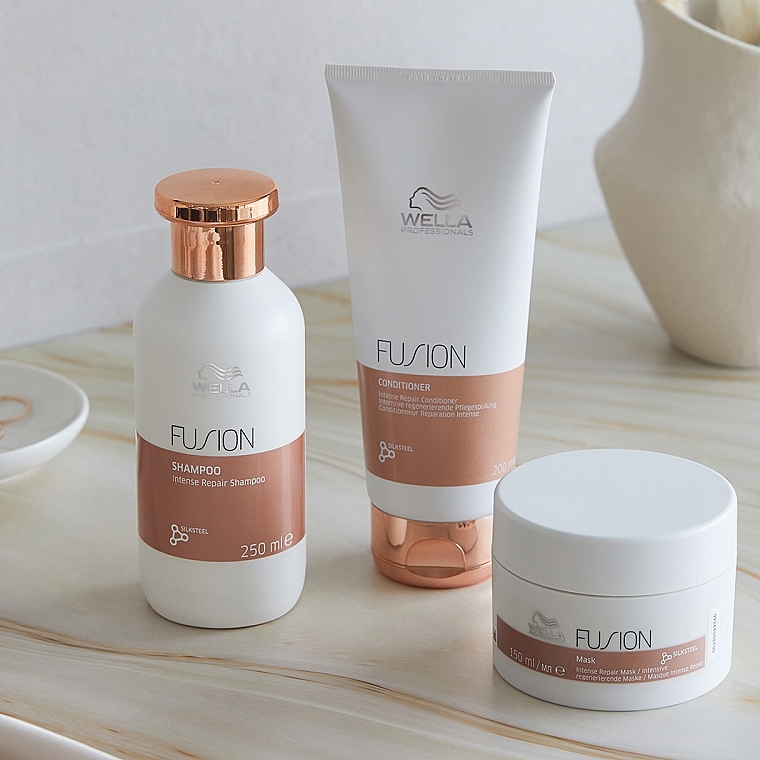 WELLA
PROFESSIONALS
FUSION
SHAMPOO
Intense Repair Shampoo
SILKSTEEL
250 ml e
WELLA
PROFESSIONALS
FUSION
CONDITIONER
Intense Repair Conditioner
Intensive regenerierende Pflegespülung
Conditionneur Réparation Intense
SILKSTEEL
200 ml
WELLA
PROFESSIONALS
FUSION
Mask
SILKSTEEL
150 ml / мл e
Intense Repair Mask / Intensive
regenerierende Maske / Masque Intense Repair